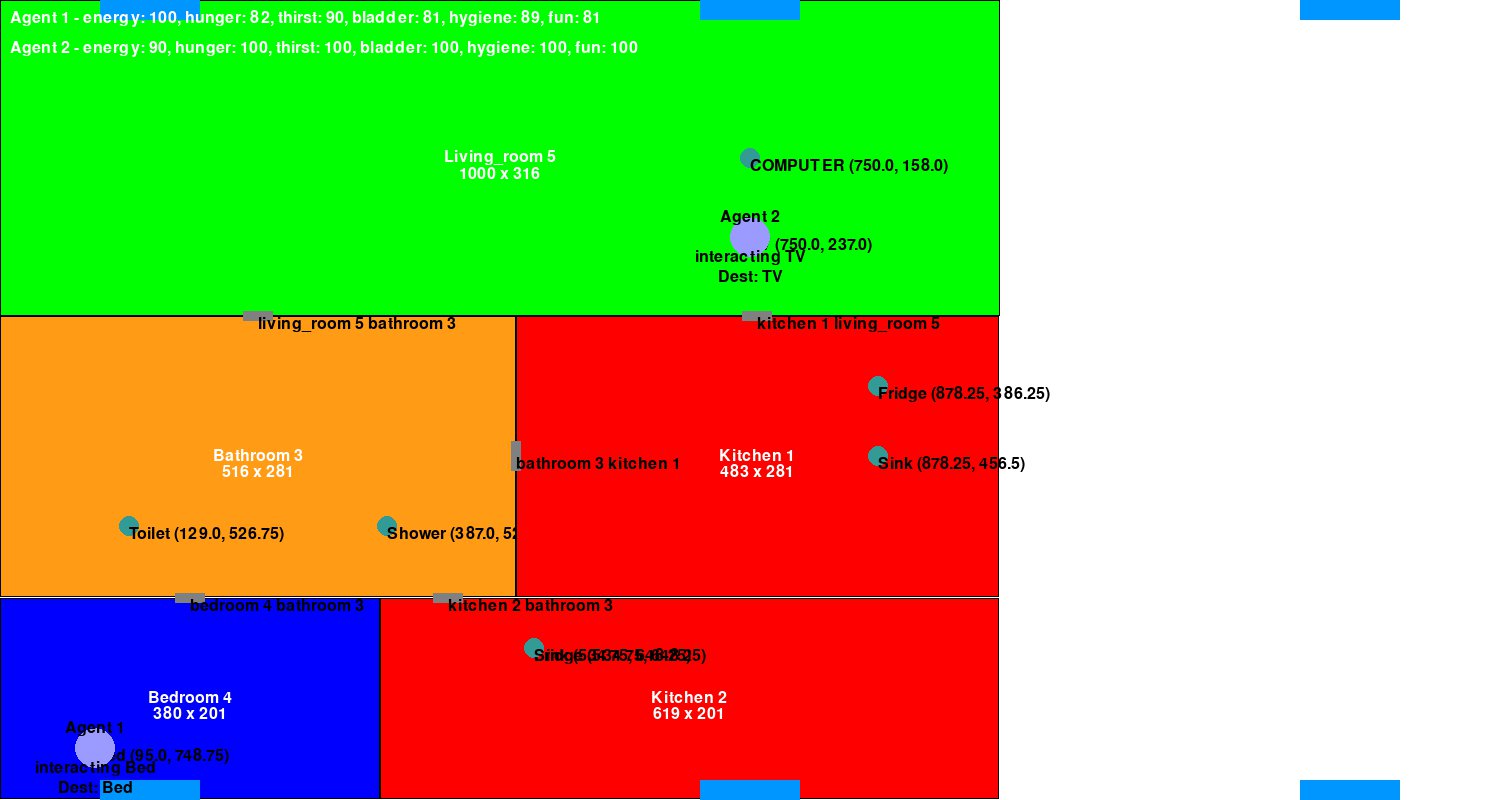 Agent 1 - energy: 100, hunger: 82, thirst: 90, bladder: 81, hygiene: 89, fun: 81
Agent 2 - energy: 90, hunger: 100, thirst: 100, bladder: 100, hygiene: 100, fun: 100
Living_room 5
1000 x 316
COMPUTER (750.0, 158.0)
Agent 2
(750.0, 237.0)
interacting TV
Dest: TV
living_room 5 bathroom 3
kitchen 1 living_room 5
Fridge (878.25, 386.25)
Bathroom 3
516 x 281
bathroom 3 kitchen 1
Kitchen 1
483 x 281
Sink (878.25, 456.5)
Toilet (129.0, 526.75)
Shower (387.0, 52
bedroom 4 bathroom 3
kitchen 2 bathroom 3
Bedroom 4
380 x 201
Kitchen 2
619 x 201
Agent 1
(95.0, 748.75)
interacting Bed
Dest: Bed